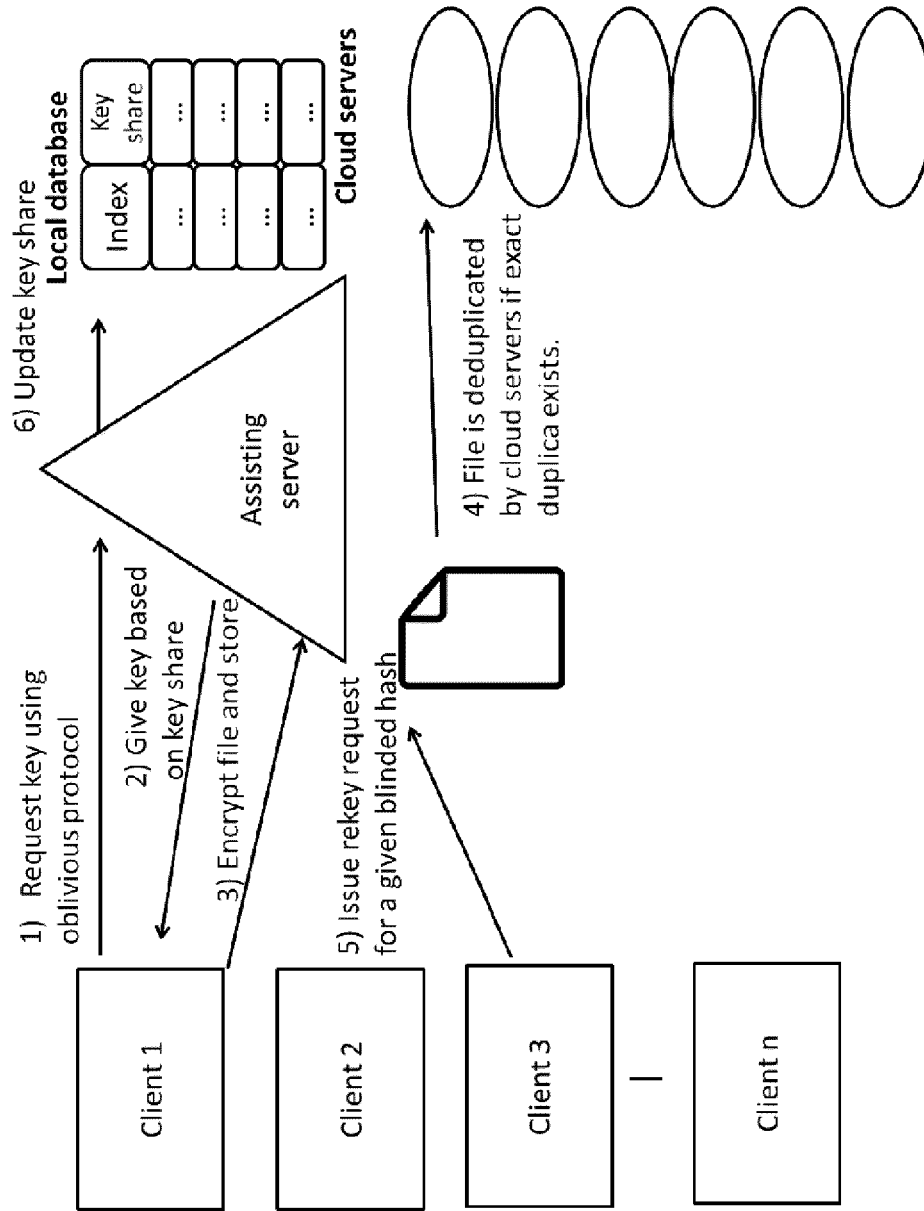 1) Request key using
oblivious protocol
2) Give key based
on key share
3) Encrypt file and store
5) Issue rekey request
for a given blinded hash
4) File is deduplicated
by cloud servers if exact
duplica exists.
6) Update key share
Client 1
Client 2
Client 3
Client n
Assisting
server
Local database
Index
Key
share
... ...
... ...
... ...
... ...
Cloud servers